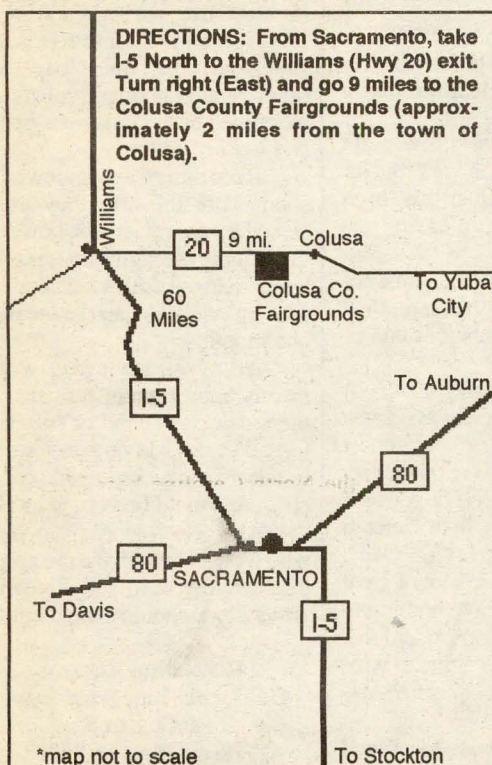 DIRECTIONS: From Sacramento, take
I-5 North to the Williams (Hwy 20) exit.
Turn right (East) and go 9 miles to the
Colusa County Fairgrounds (approx-
imately 2 miles from the town of
Colusa).
Williams
20
9 mi.
Colusa
Colusa Co.
Fairgrounds
To Yuba
City
60
Miles
I-5
To Auburn
80
80
SACRAMENTO
To Davis
I-5
*map not to scale
To Stockton